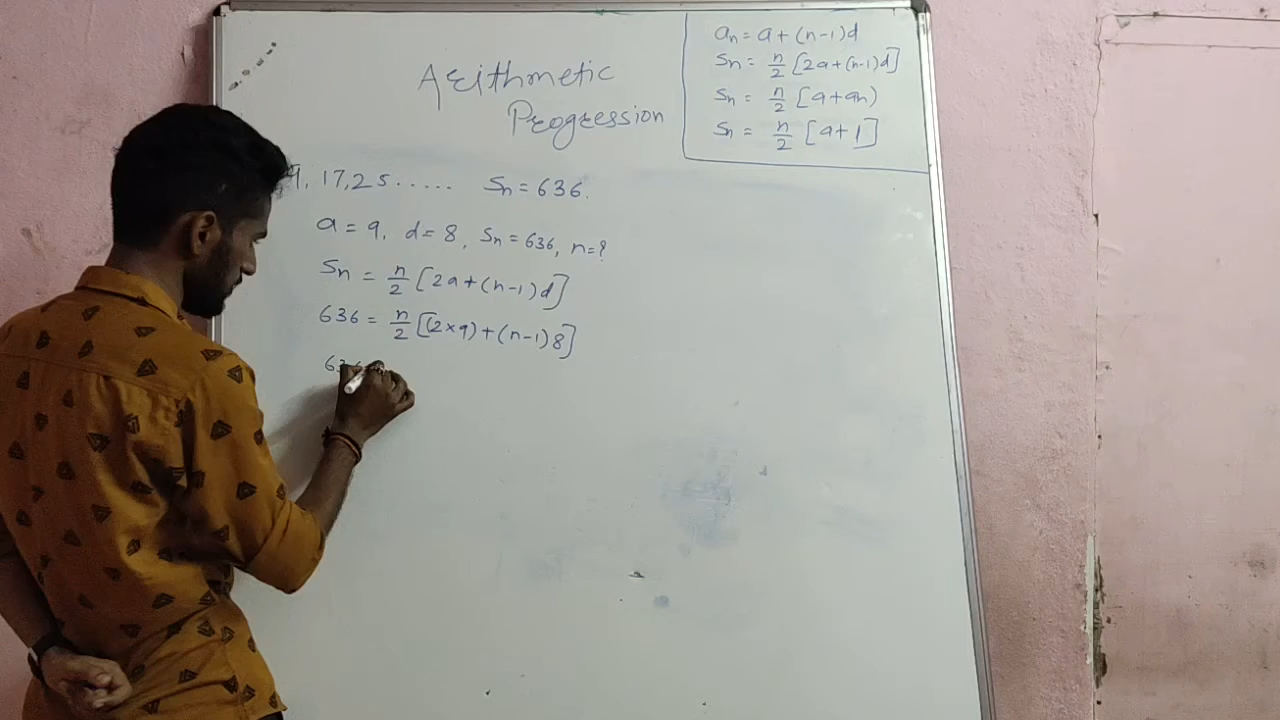 Arithmetic
Progression
an = a + (n-1)d
Sn = n/2 [2a+(n-1)d]
Sn = n/2 [a+an)
Sn = n/2 [a+l]
9, 17, 25..... Sn = 636.
a = 9, d = 8, Sn = 636, n=?
Sn = n/2 [2a+(n-1)d]
636 = n/2 [(2×9)+(n-1)8]
636